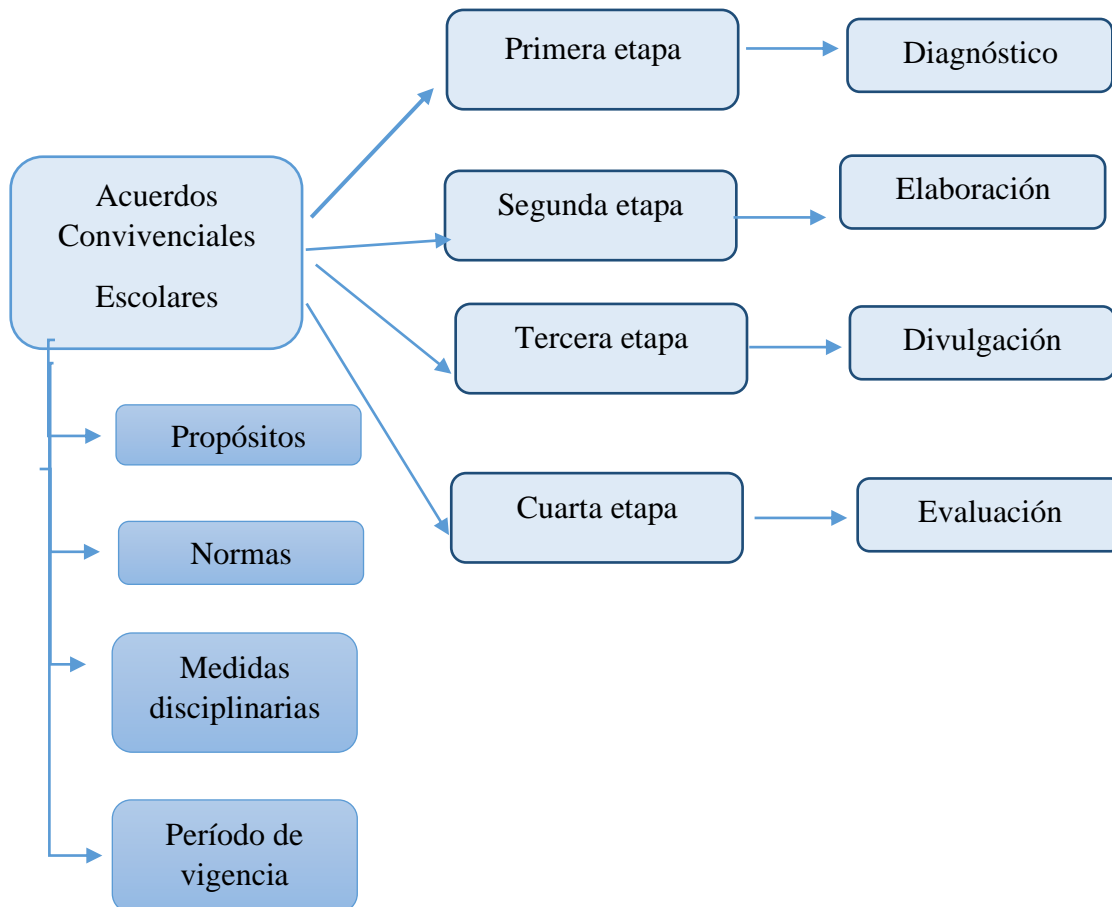 Primera etapa
Diagnóstico
Acuerdos
Convivenciales
Escolares
Segunda etapa
Elaboración
Tercera etapa
Divulgación
Cuarta etapa
Evaluación
Propósitos
Normas
Medidas
disciplinarias
Período de
vigencia